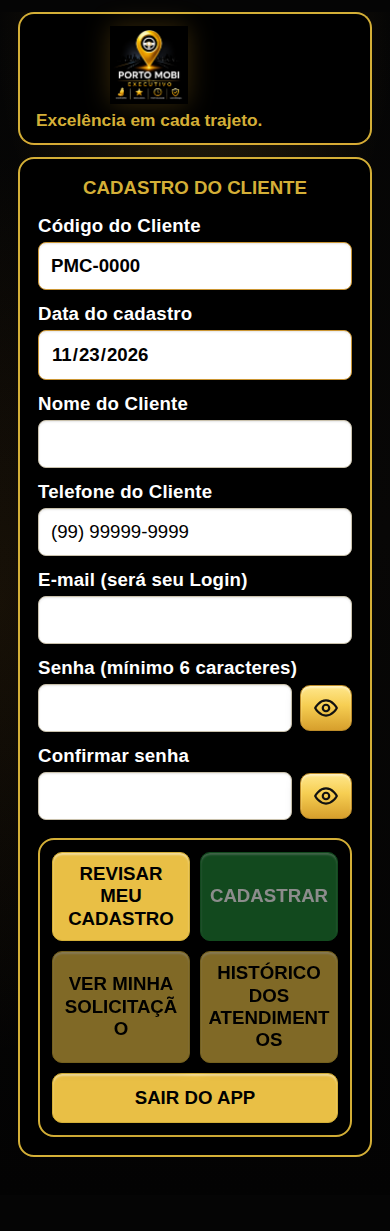 PORTO MOBI
EXECUTIVO
Excelência em cada trajeto.
CADASTRO DO CLIENTE
Código do Cliente
PMC-0000
Data do cadastro
11/23/2026
Nome do Cliente
Telefone do Cliente
(99) 99999-9999
E-mail (será seu Login)
Senha (mínimo 6 caracteres)
Confirmar senha
REVISAR
MEU
CADASTRO
CADASTRAR
VER MINHA
SOLICITAÇÃ
O
HISTÓRICO
DOS
ATENDIMENT
OS
SAIR DO APP